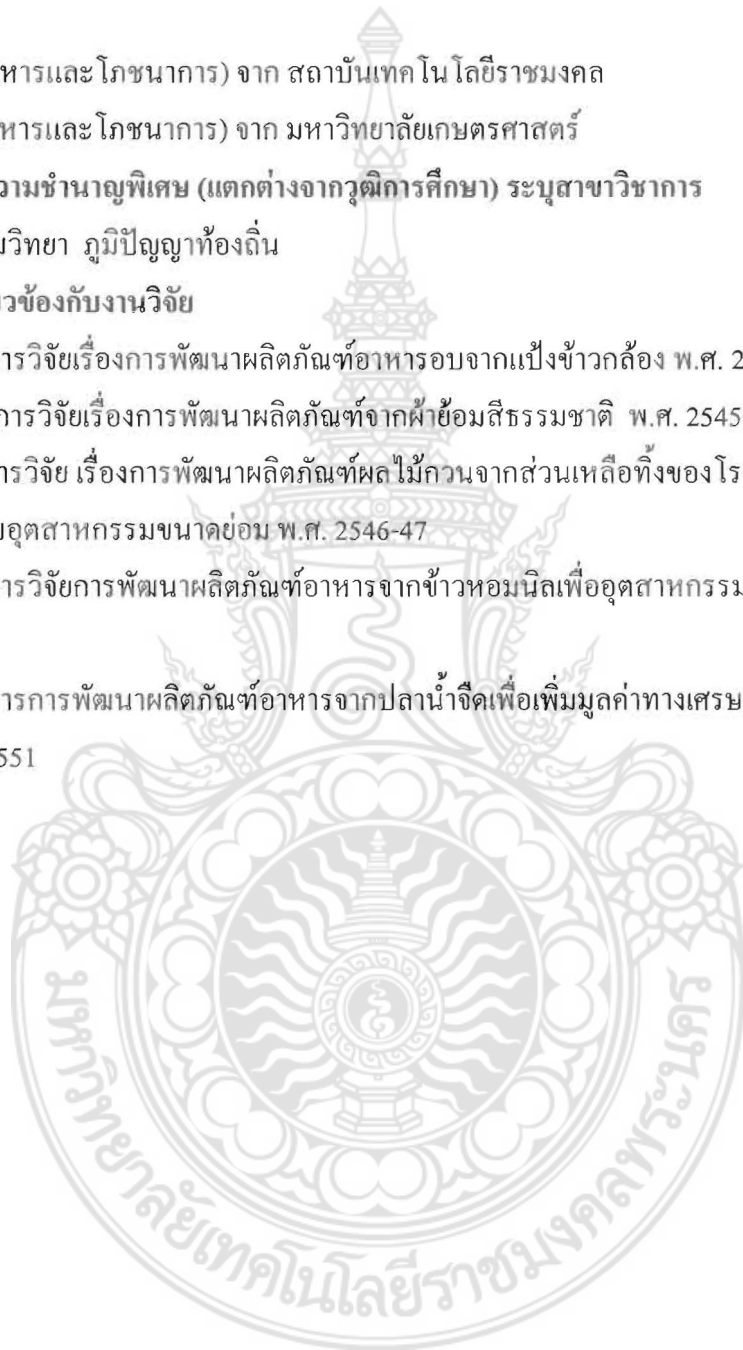 หารและโภชนาการ) จาก สถาบันเทคโนโลยีราชมงคล
หารและโภชนาการ) จาก มหาวิทยาลัยเกษตรศาสตร์
วามชำนาญพิเศษ (แตกต่างจากวุฒิการศึกษา) ระบุสาขาวิชาการ
มวิทยา ภูมิปัญญาท้องถิ่น
ี่ยวข้องกับงานวิจัย
ารวิจัยเรื่องการพัฒนาผลิตภัณฑ์อาหารอบจากแป้งข้าวกล้อง พ.ศ. 2
การวิจัยเรื่องการพัฒนาผลิตภัณฑ์จากผ้าย้อมสีธรรมชาติ พ.ศ. 2545
ารวิจัย เรื่องการพัฒนาผลิตภัณฑ์ผลไม้กวนจากส่วนเหลือทิ้งของโร
มอุตสาหกรรมขนาดย่อม พ.ศ. 2546-47
ารวิจัยการพัฒนาผลิตภัณฑ์อาหารจากข้าวหอมนิลเพื่ออุตสาหกรรม
ารการพัฒนาผลิตภัณฑ์อาหารจากปลาน้ำจืดเพื่อเพิ่มมูลค่าทางเศรษ
551
มหาวิทยาลัยเทคโนโลยีราชมงคลพระนคร